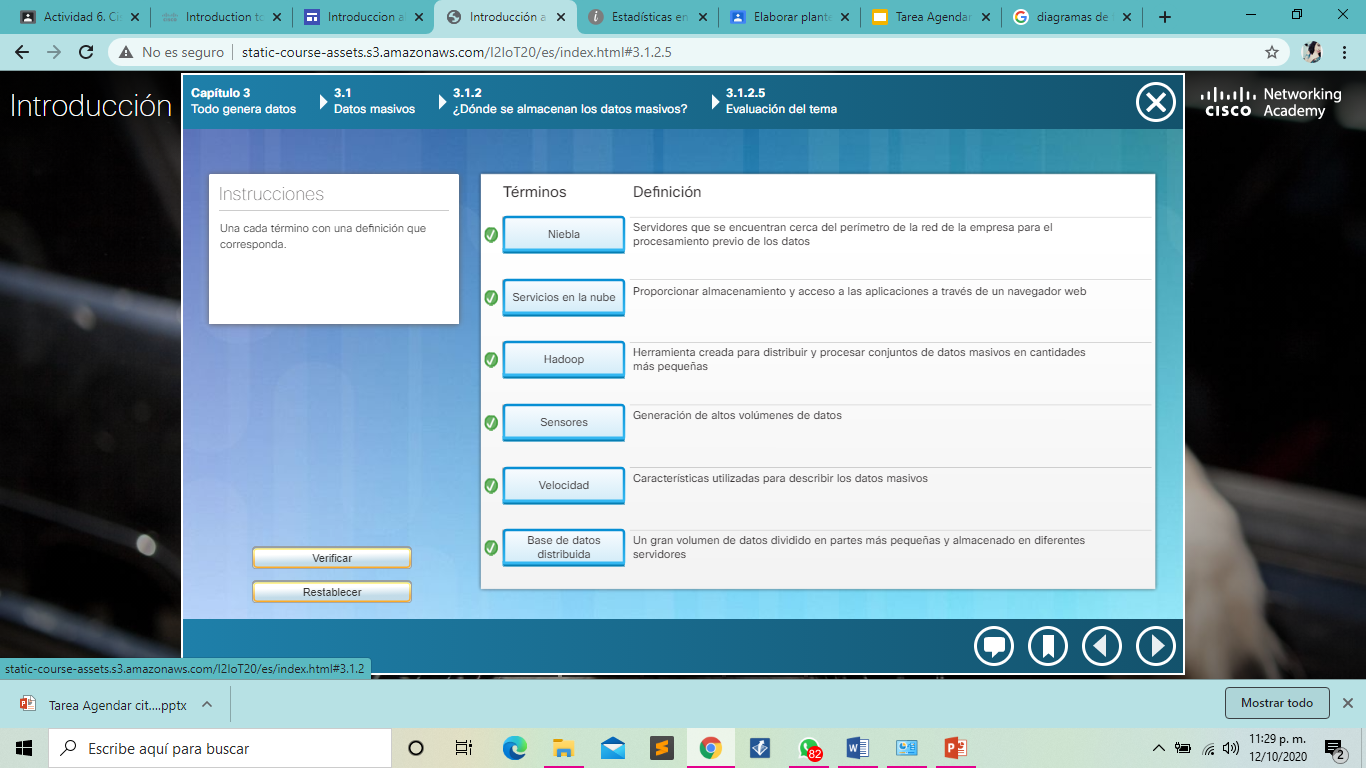 Actividad 6. Ci
Introduction to
Introduccion a
Introducción a
Estadísticas en
Elaborar plante
Tarea Agendar
diagramas de
No es seguro
static-course-assets.s3.amazonaws.com/I2IoT20/es/index.html#3.1.2.5
Introducción
Capítulo 3
Todo genera datos
3.1
Datos masivos
3.1.2
¿Dónde se almacenan los datos masivos?
3.1.2.5
Evaluación del tema
CISCO
Networking
Academy
Instrucciones
Una cada término con una definición que
corresponda.
Términos
Definición
Niebla
Servidores que se encuentran cerca del perímetro de la red de la empresa para el
procesamiento previo de los datos
Servicios en la nube
Proporcionar almacenamiento y acceso a las aplicaciones a través de un navegador web
Hadoop
Herramienta creada para distribuir y procesar conjuntos de datos masivos en cantidades
más pequeñas
Sensores
Generación de altos volúmenes de datos
Velocidad
Características utilizadas para describir los datos masivos
Base de datos
distribuida
Un gran volumen de datos dividido en partes más pequeñas y almacenado en diferentes
servidores
Verificar
Restablecer
static-course-assets.s3.amazonaws.com/I2IoT20/es/index.html#3.1.2
Tarea Agendar cit....pptx
Mostrar todo
Escribe aquí para buscar
82
11:29 p. m.
12/10/2020
2